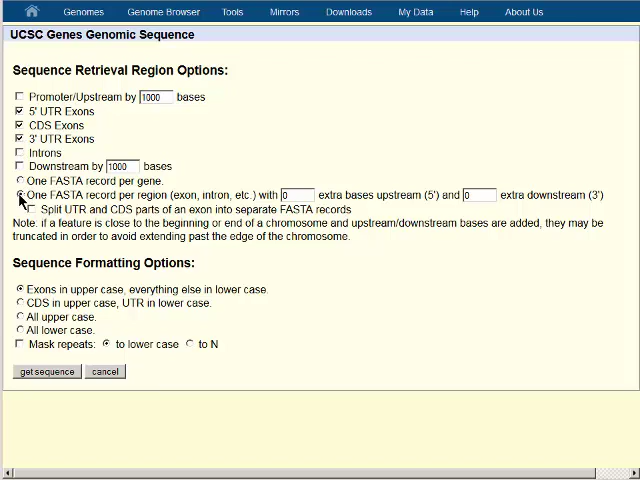 Genomes Genome Browser Tools Mirrors Downloads My Data Help About Us
UCSC Genes Genomic Sequence
Sequence Retrieval Region Options:
Promoter/Upstream by 1000 bases
5' UTR Exons
CDS Exons
3' UTR Exons
Introns
Downstream by 1000 bases
One FASTA record per gene.
One FASTA record per region (exon, intron, etc.) with 0 extra bases upstream (5') and 0 extra downstream (3')
Split UTR and CDS parts of an exon into separate FASTA records
Note: if a feature is close to the beginning or end of a chromosome and upstream/downstream bases are added, they may be
truncated in order to avoid extending past the edge of the chromosome.
Sequence Formatting Options:
Exons in upper case, everything else in lower case.
CDS in upper case, UTR in lower case.
All upper case.
All lower case.
Mask repeats: to lower case to N
get sequence cancel